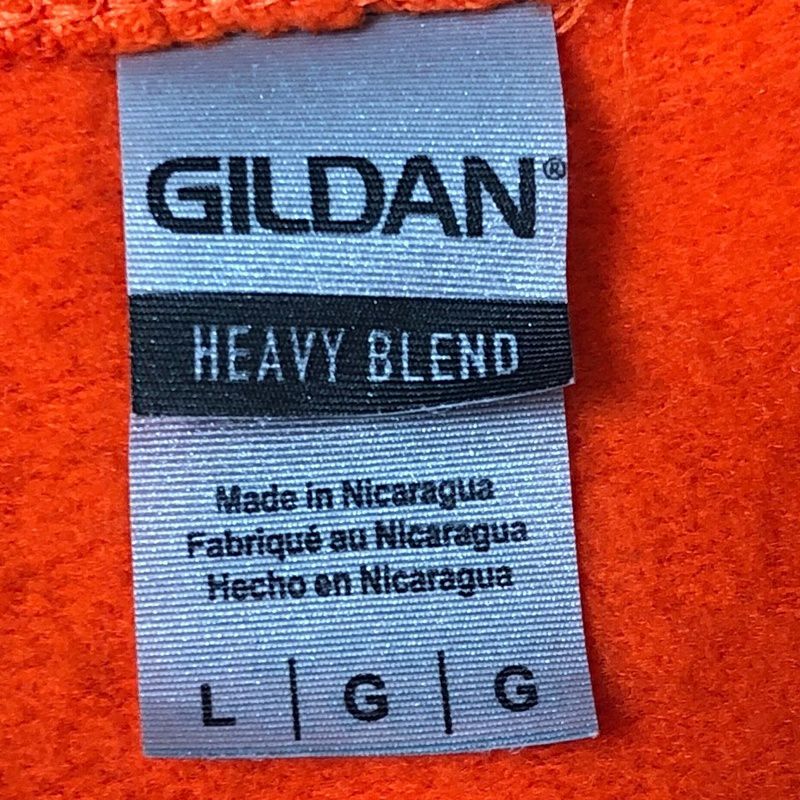 GILDAN®
HEAVY BLEND
Made in Nicaragua
Fabriqué au Nicaragua
Hecho en Nicaragua
L | G | G